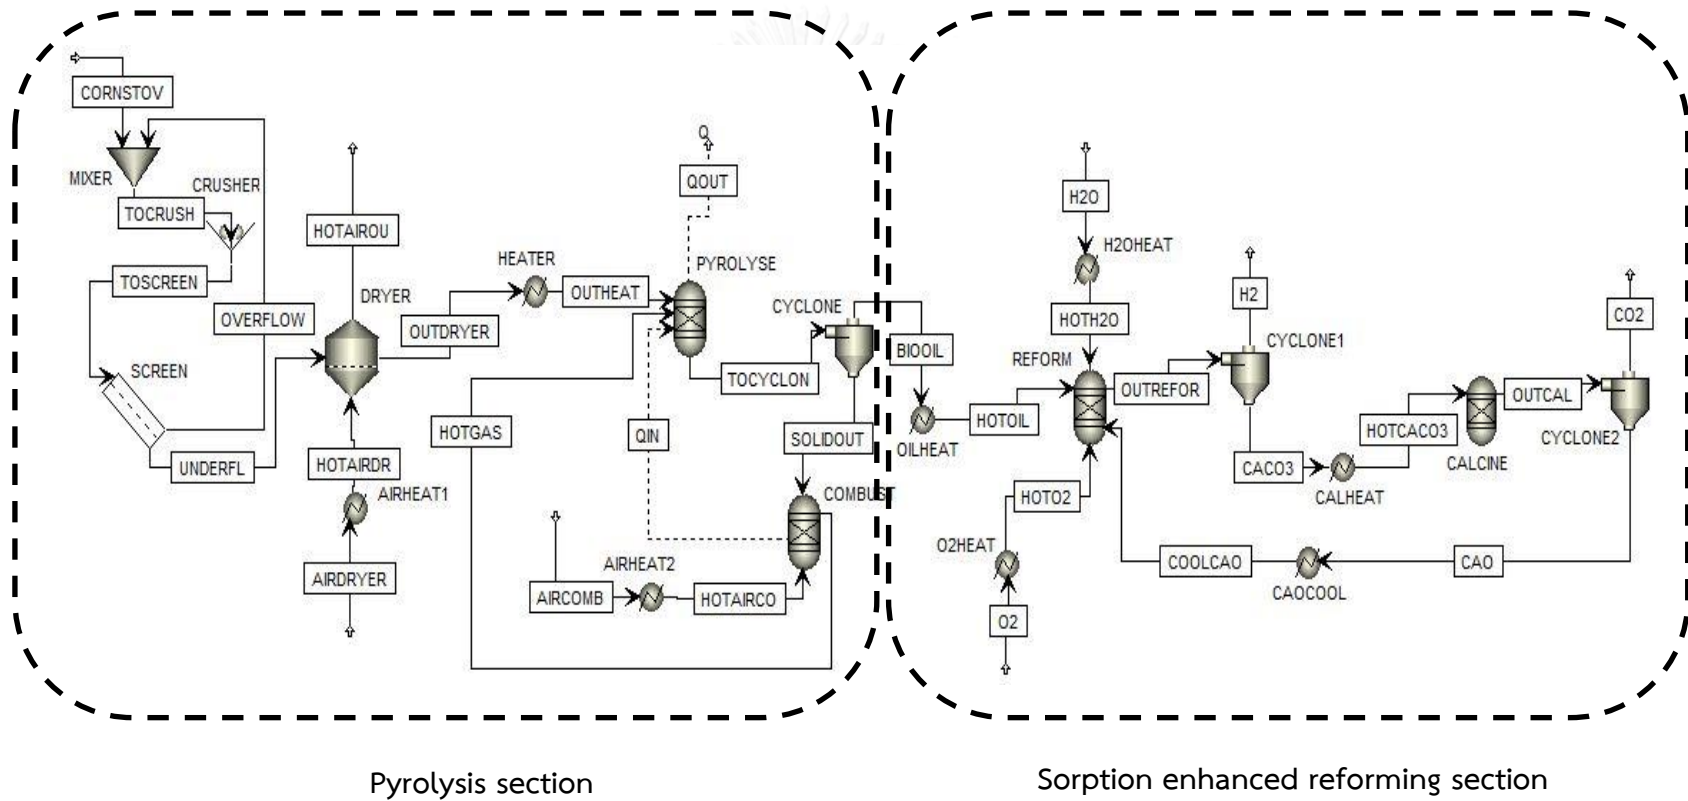 CORNSTOV
MIXER
CRUSHER
TOCRUSH
TOSCREEN
OVERFLOW
SCREEN
UNDERFL
HOTAIROU
DRYER
HOTAIRDR
AIRHEAT1
AIRDRYER
OUTDRYER
HEATER
OUTHEAT
Q
QOUT
PYROLYSE
CYCLONE
TOCYCLON
HOTGAS
QIN
SOLIDOUT
COMBUST
AIRHEAT2
AIRCOMB
HOTAIRCO
BIOOIL
OILHEAT
HOTOIL
H2O
H2OHEAT
HOTH2O
REFORM
OUTREFOR
HOTO2
O2HEAT
O2
H2
CYCLONE1
CACO3
CALHEAT
HOTCACO3
CALCINE
OUTCAL
CO2
CYCLONE2
COOLCAO
CAOCOOL
CAO
Pyrolysis section
Sorption enhanced reforming section